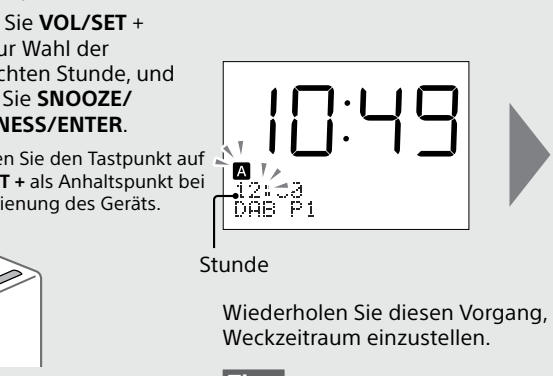 Sie VOL/SET +
ur Wahl der
chten Stunde, und
Sie SNOOZE/
NESS/ENTER.
en Sie den Tastpunkt auf
T + als Anhaltspunkt bei
ienung des Geräts.
10:49
A
DAB P1
Stunde
Wiederholen Sie diesen Vorgang,
Weckzeitraum einzustellen.